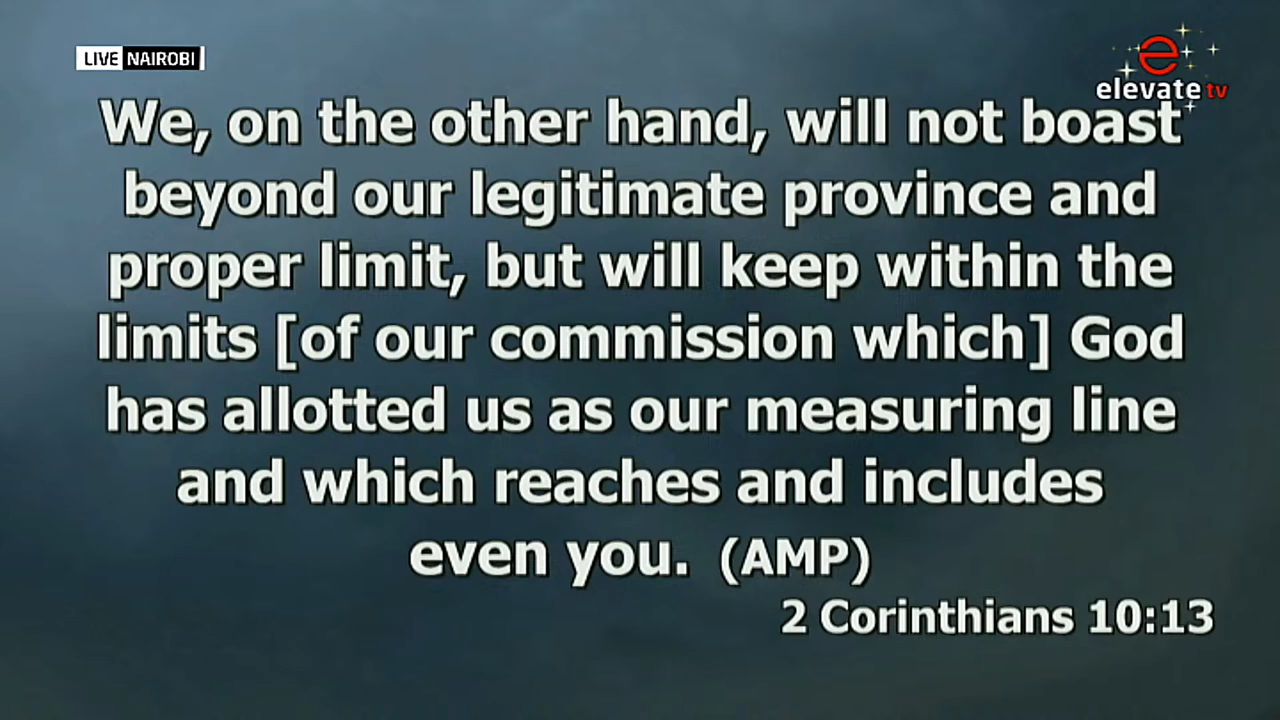 LIVE NAIROBI
e
elevate tv
We, on the other hand, will not boast
beyond our legitimate province and
proper limit, but will keep within the
limits [of our commission which] God
has allotted us as our measuring line
and which reaches and includes
even you. (AMP)
2 Corinthians 10:13